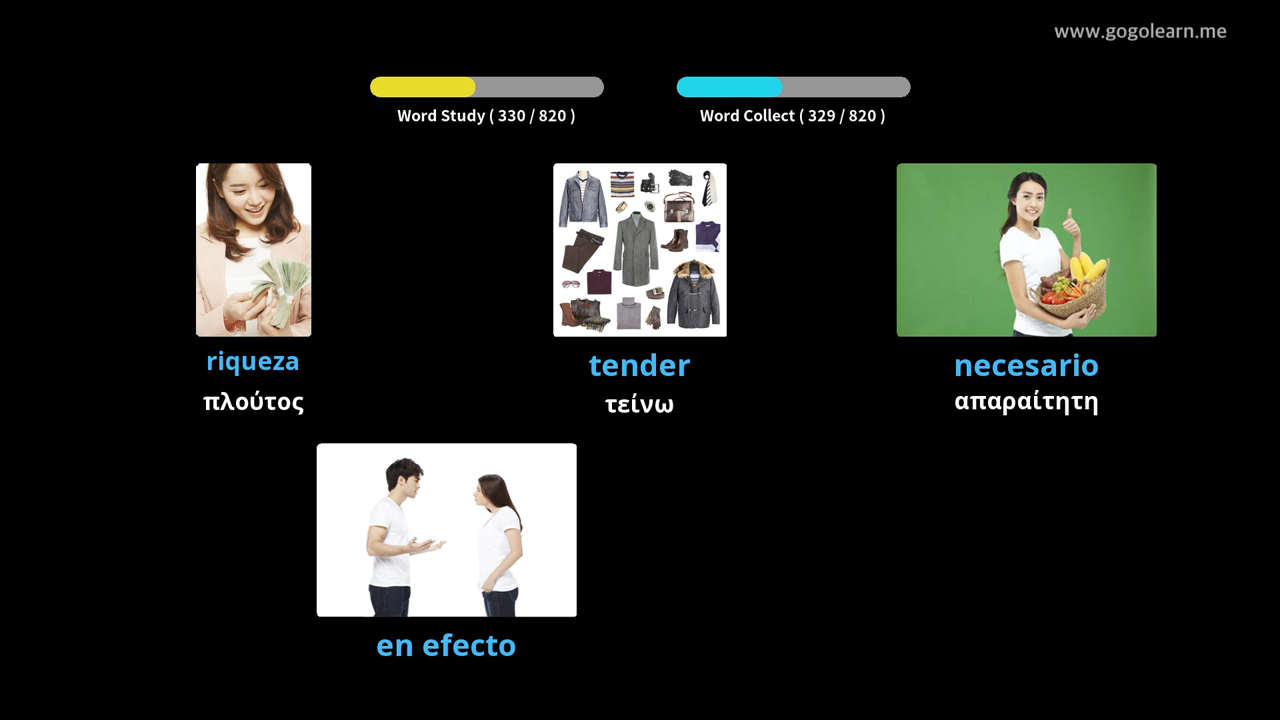 www.gogolearn.me
Word Study ( 330 / 820 )
Word Collect ( 329 / 820 )
riqueza
πλούτος
tender
τείνω
necesario
απαραίτητη
en efecto